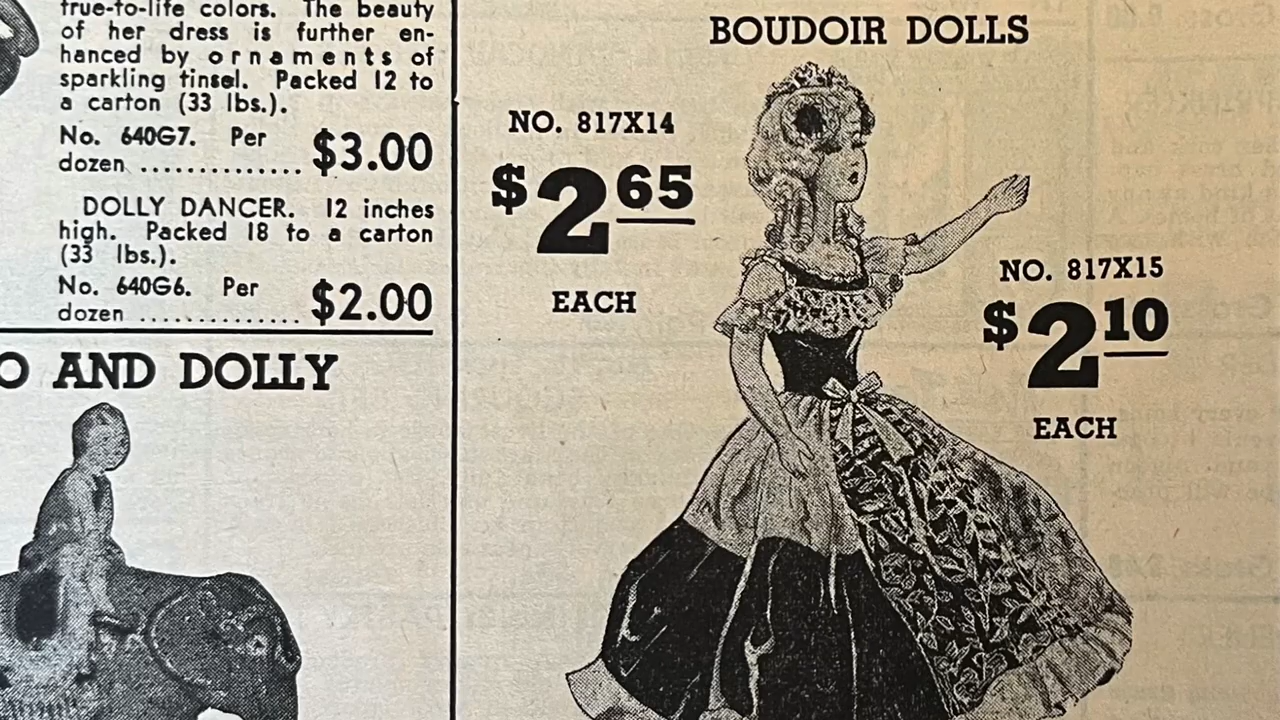 true-to-life colors. The beauty
of her dress is further en-
hanced by ornaments of
sparkling tinsel. Packed 12 to
a carton (33 lbs.).
No. 640G7. Per
dozen .............. $3.00
DOLLY DANCER. 12 inches
high. Packed 18 to a carton
(33 lbs.).
No. 640G6. Per
dozen .............. $2.00
O AND DOLLY
BOUDOIR DOLLS
NO. 817X14
$2 65
EACH
NO. 817X15
$2 10
EACH